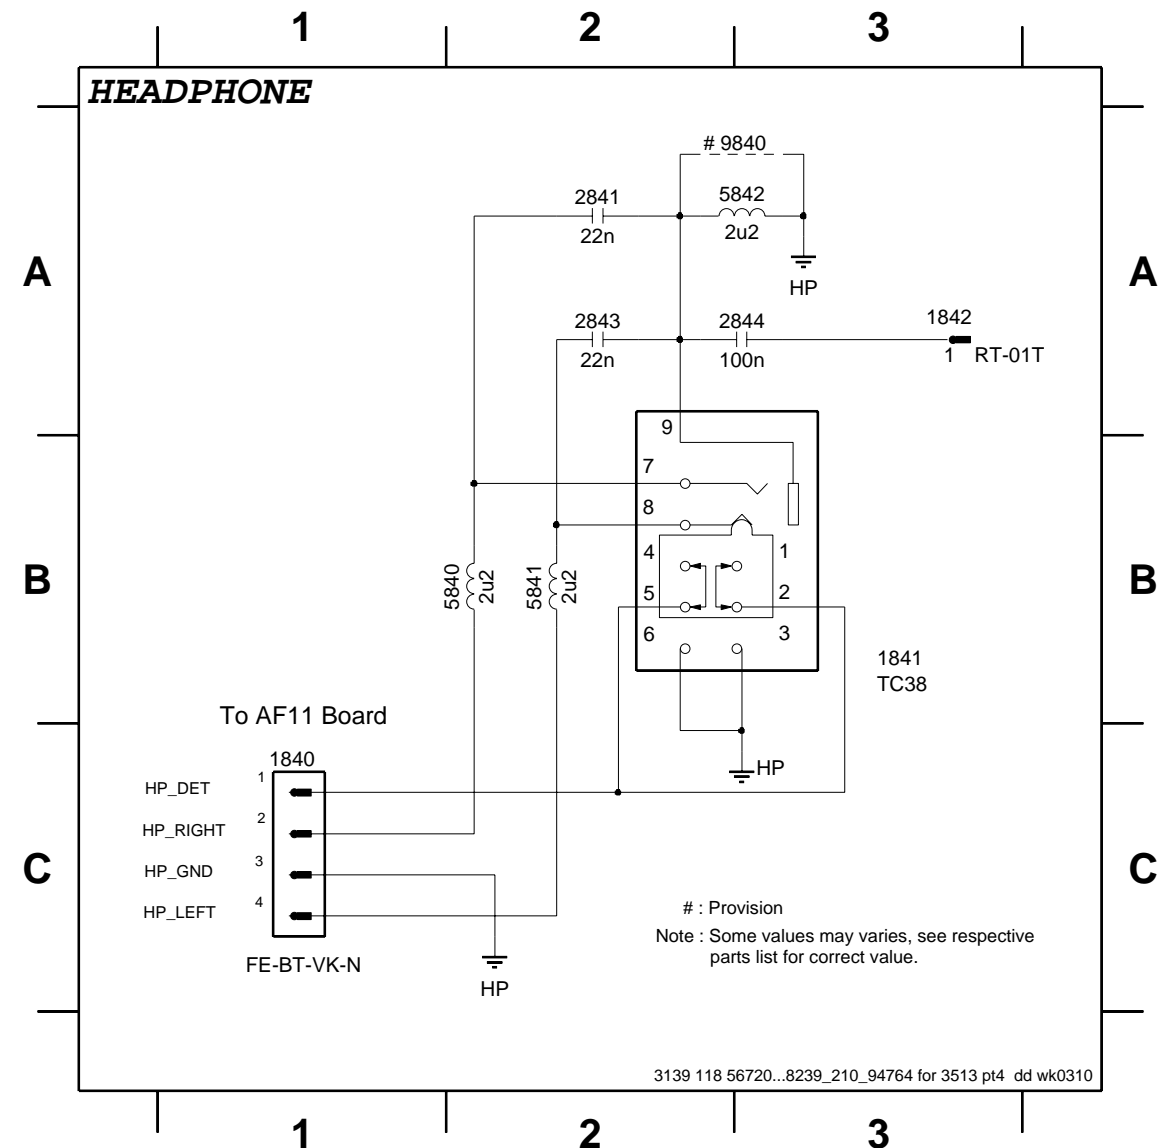 1 2 3
HEADPHONE
# 9840
2841
22n
5842
2u2
A A
HP
2843
22n
2844
100n
1842
1 RT-01T
9
7
8
4 1
5 2
6 3
B B
5840
2u2
5841
2u2
1841
TC38
To AF11 Board
1840
HP
HP_DET 1
HP_RIGHT 2
HP_GND 3
HP_LEFT 4
C C
FE-BT-VK-N
HP
# : Provision
Note : Some values may varies, see respective
parts list for correct value.
3139 118 56720...8239_210_94764 for 3513 pt4 dd wk0310
1 2 3